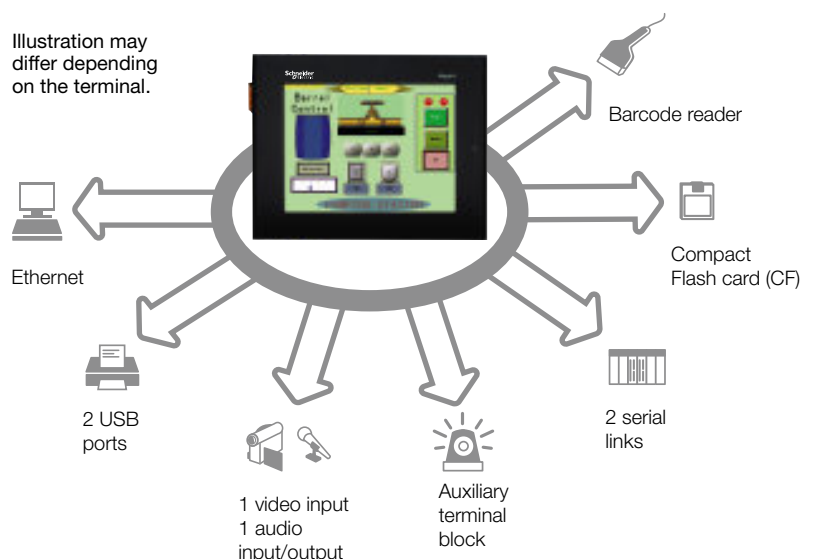 Illustration may
differ depending
on the terminal.
Schneider
Electric
Barrel
Control
Barcode reader
Ethernet
Compact
Flash card (CF)
2 USB
ports
2 serial
links
1 video input
1 audio
input/output
Auxiliary
terminal
block